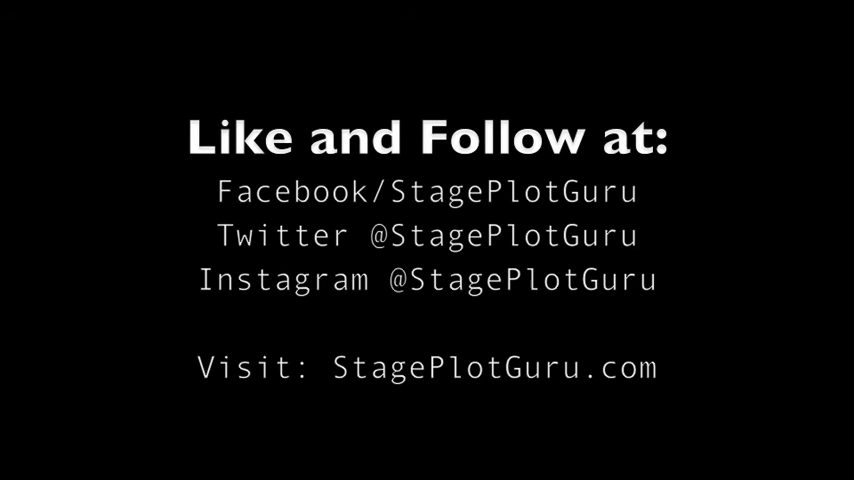 Like and Follow at:
Facebook/StagePlotGuru
Twitter @StagePlotGuru
Instagram @StagePlotGuru
Visit: StagePlotGuru.com